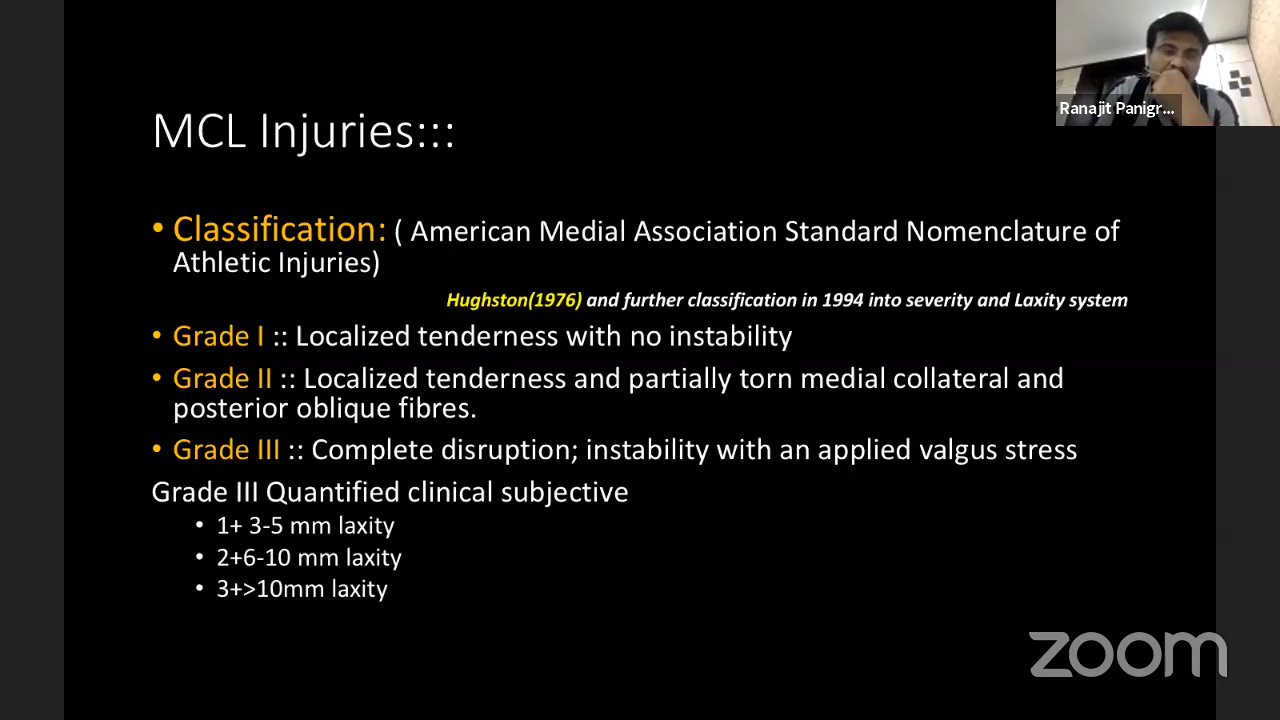 Ranajit Panigr...
MCL Injuries:::
• Classification: ( American Medial Association Standard Nomenclature of
Athletic Injuries)
Hughston(1976) and further classification in 1994 into severity and Laxity system
• Grade I :: Localized tenderness with no instability
• Grade II :: Localized tenderness and partially torn medial collateral and
posterior oblique fibres.
• Grade III :: Complete disruption; instability with an applied valgus stress
Grade III Quantified clinical subjective
• 1+ 3-5 mm laxity
• 2+6-10 mm laxity
• 3+>10mm laxity
zoom